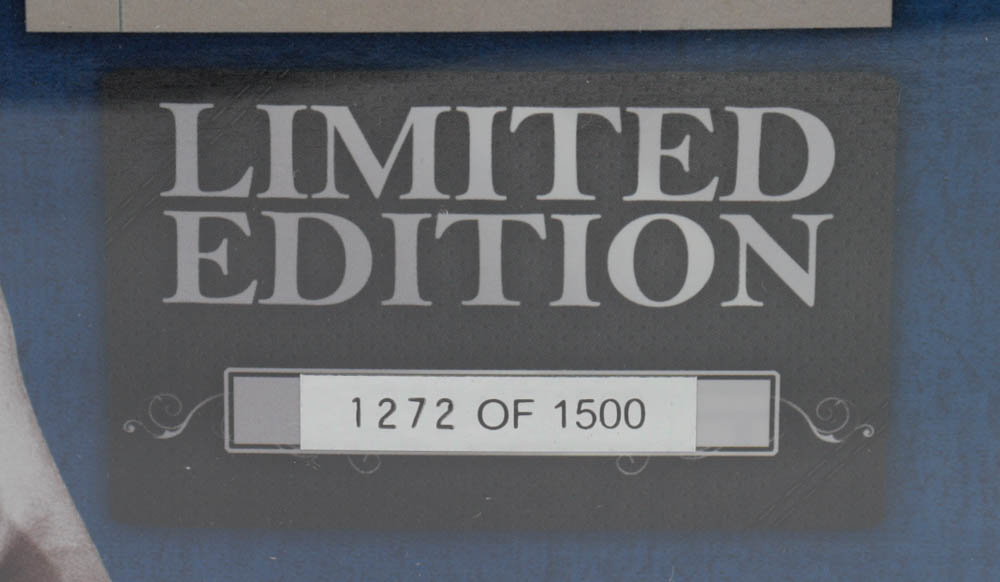 LIMITED
EDITION
1272 OF 1500